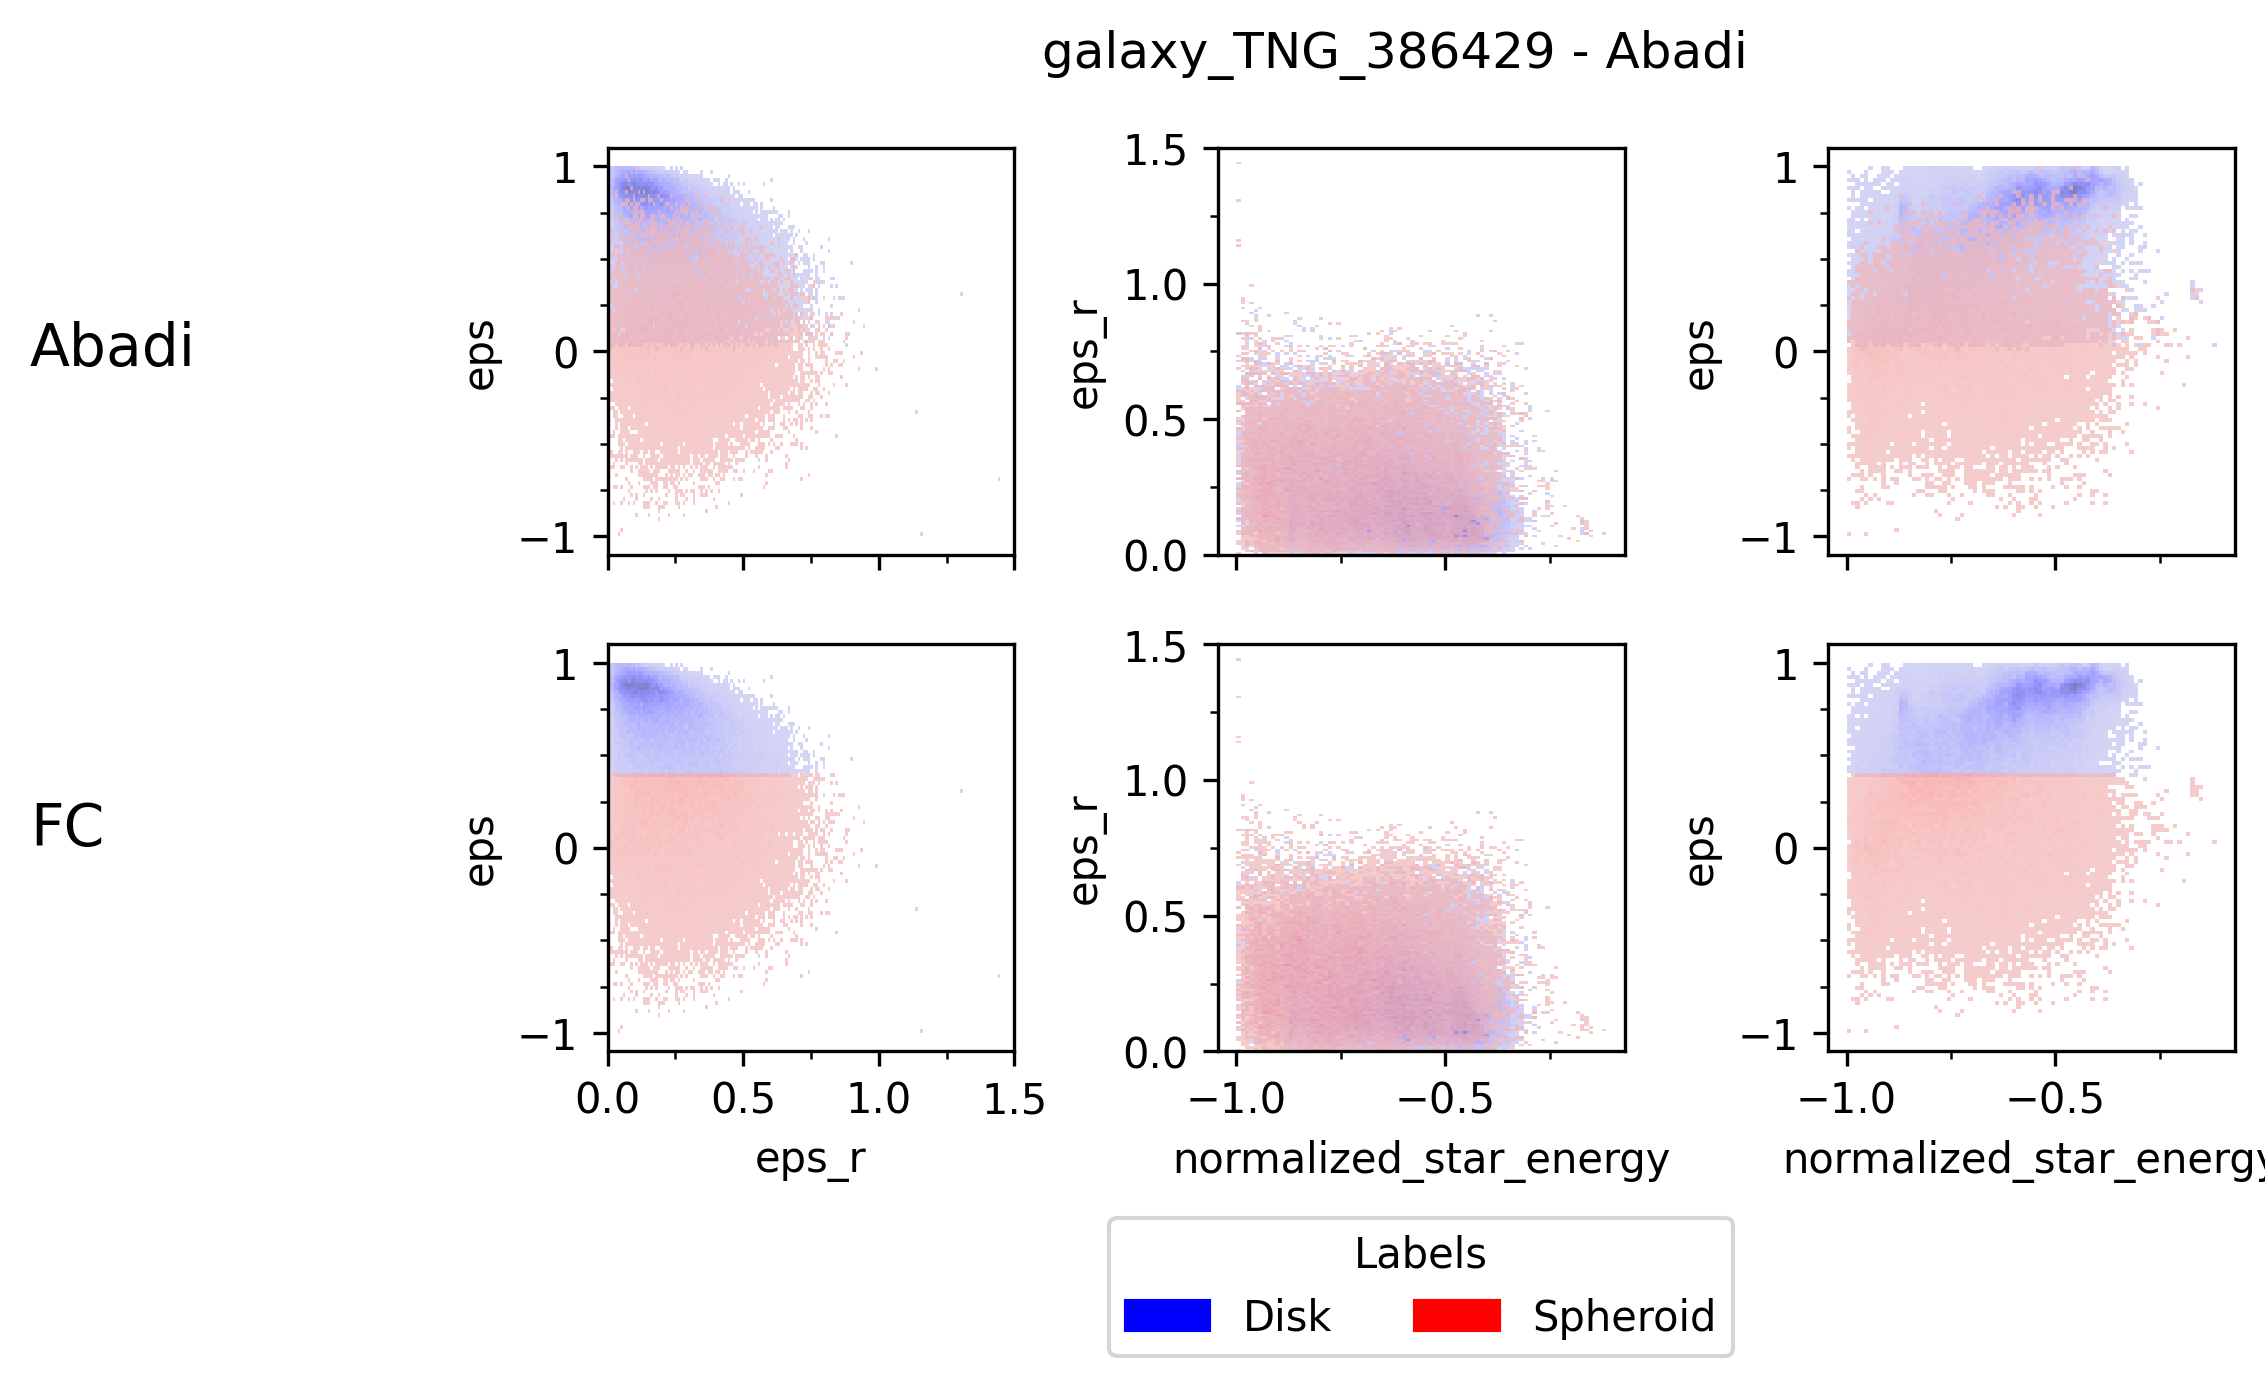 galaxy_TNG_386429 - Abadi
Abadi
eps
1
0
−1
eps_r
1.5
1.0
0.5
0.0
eps
1
0
−1
FC
eps
1
0
−1
0.0 0.5 1.0 1.5
eps_r
eps_r
1.5
1.0
0.5
0.0
−1.0 −0.5
normalized_star_energy
eps
1
0
−1
−1.0 −0.5
normalized_star_energy
Labels
Disk Spheroid